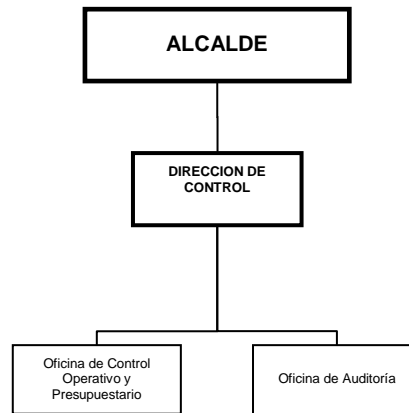 ALCALDE
DIRECCION DE
CONTROL
Oficina de Control
Operativo y
Presupuestario
Oficina de Auditoría